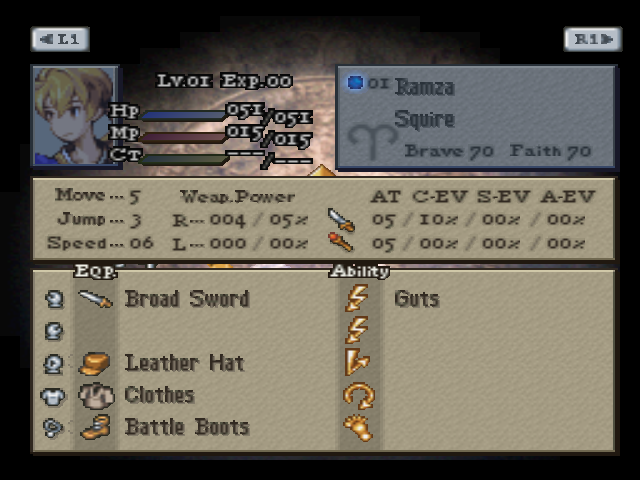 L1 R1
Lv.01 Exp.00
Hp 051/051
Mp 015/015
CT ---/---
01 Ramza
Squire
Brave 70 Faith 70
Move... 5 Weap.Power AT C-EV S-EV A-EV
Jump... 3 R... 004 / 05% 05 / 10% / 00% / 00%
Speed... 06 L... 000 / 00% 05 / 00% / 00% / 00%
Eqp. Ability
Broad Sword Guts
Leather Hat
Clothes
Battle Boots